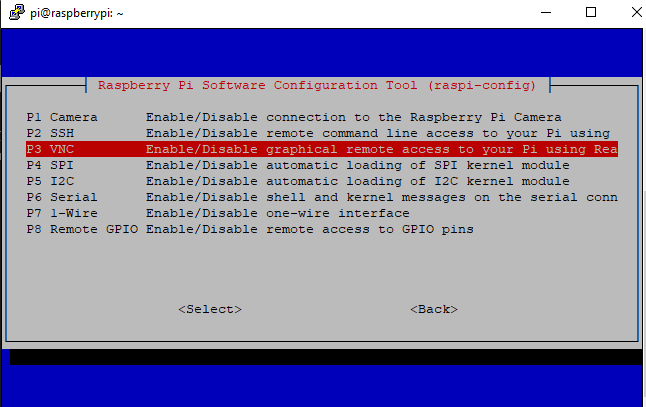 pi@raspberrypi: ~
Raspberry Pi Software Configuration Tool (raspi-config)
P1 Camera Enable/Disable connection to the Raspberry Pi Camera
P2 SSH Enable/Disable remote command line access to your Pi using
P3 VNC Enable/Disable graphical remote access to your Pi using Rea
P4 SPI Enable/Disable automatic loading of SPI kernel module
P5 I2C Enable/Disable automatic loading of I2C kernel module
P6 Serial Enable/Disable shell and kernel messages on the serial conn
P7 1-Wire Enable/Disable one-wire interface
P8 Remote GPIO Enable/Disable remote access to GPIO pins
<Select> <Back>